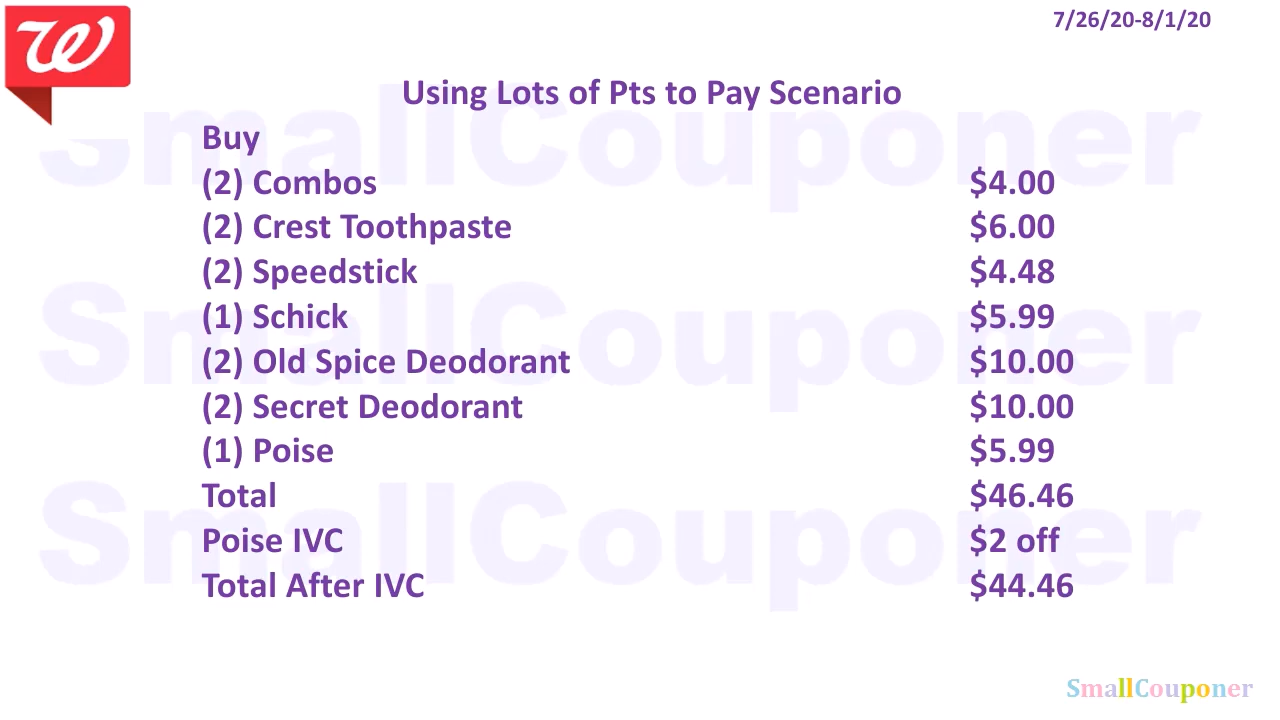 7/26/20-8/1/20
Using Lots of Pts to Pay Scenario
Buy
(2) Combos $4.00
(2) Crest Toothpaste $6.00
(2) Speedstick $4.48
(1) Schick $5.99
(2) Old Spice Deodorant $10.00
(2) Secret Deodorant $10.00
(1) Poise $5.99
Total $46.46
Poise IVC $2 off
Total After IVC $44.46
SmallCouponer
SmallCouponer
SmallCouponer
SmallCouponer